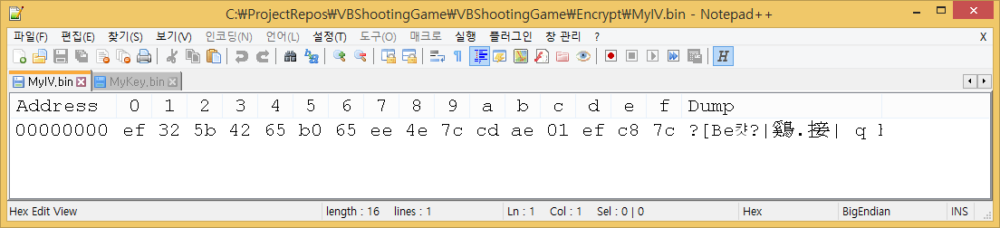 C:₩ProjectRepos₩VBShootingGame₩VBShootingGame₩Encrypt₩MyIV.bin - Notepad++
파일(F) 편집(E) 찾기(S) 보기(V) 인코딩(N) 언어(L) 설정(T) 도구(O) 매크로 실행 플러그인 창 관리 ? X
MyIV.bin MyKey.bin
Address 0 1 2 3 4 5 6 7 8 9 a b c d e f Dump
00000000 ef 32 5b 42 65 b0 65 ee 4e 7c cd ae 01 ef c8 7c ?[Be캿?|鷄.接| q
Hex Edit View length : 16 lines : 1 Ln : 1 Col : 1 Sel : 0 | 0 Hex BigEndian INS